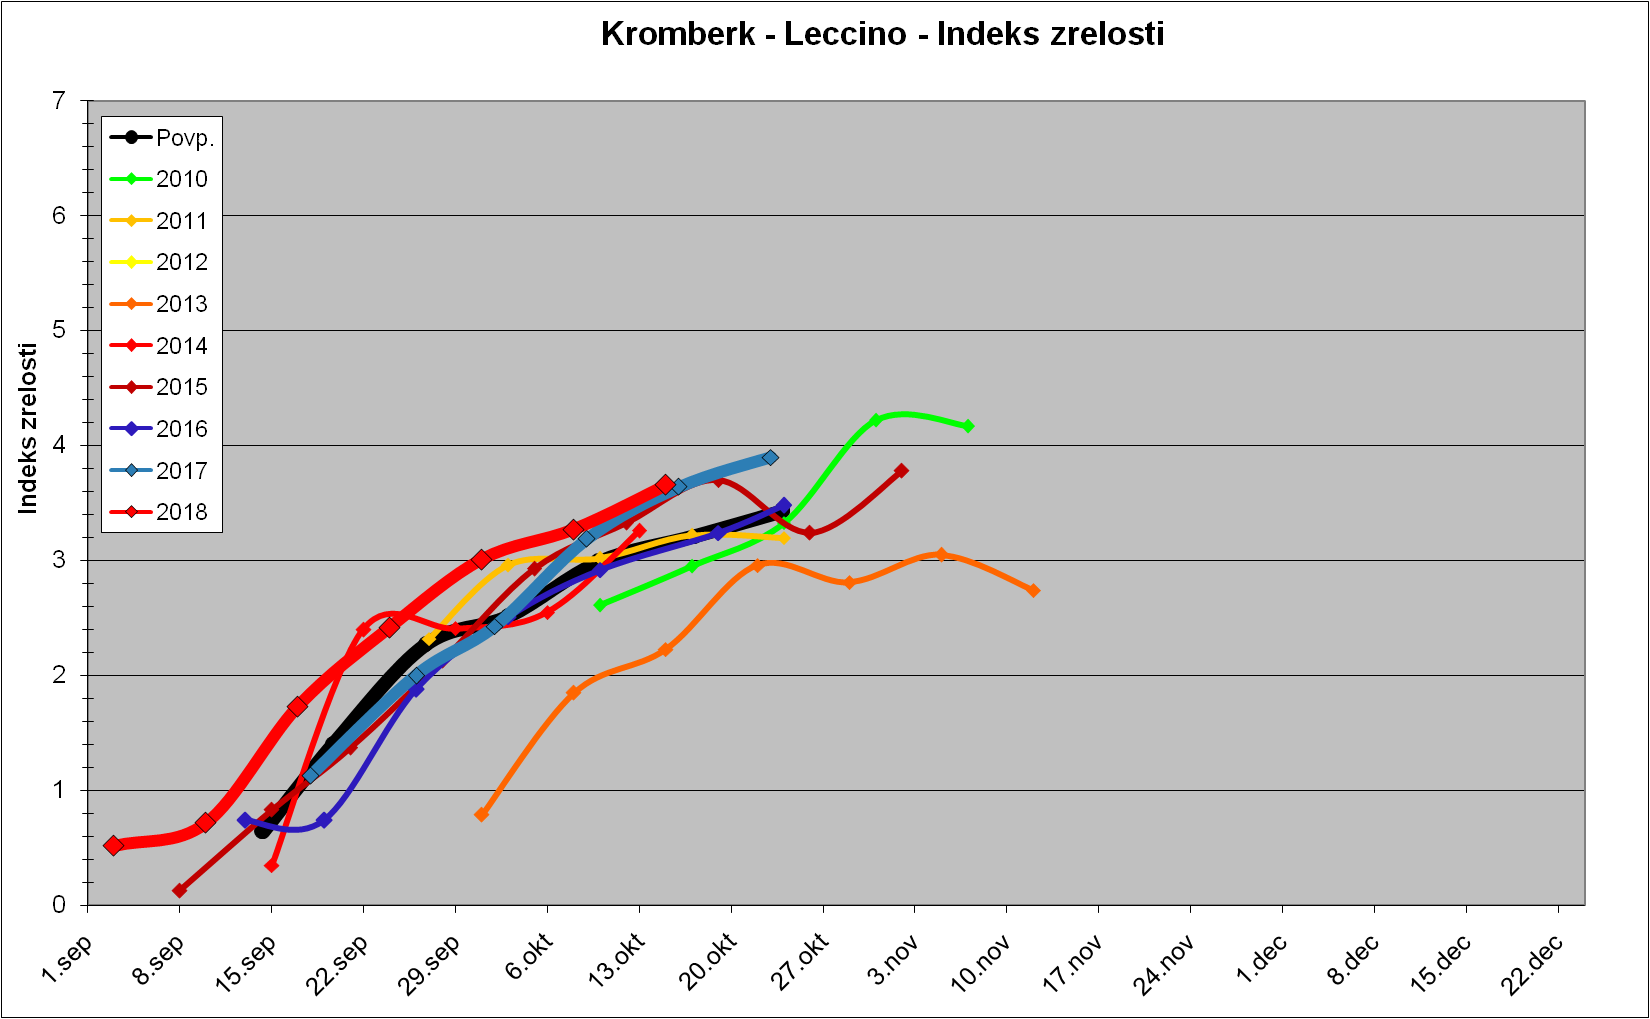 Kromberk - Leccino - Indeks zrelosti
Indeks zrelosti
7
6
5
4
3
2
1
0
Povp.
2010
2011
2012
2013
2014
2015
2016
2017
2018
1.sep
8.sep
15.sep
22.sep
29.sep
6.okt
13.okt
20.okt
27.okt
3.nov
10.nov
17.nov
24.nov
1.dec
8.dec
15.dec
22.dec